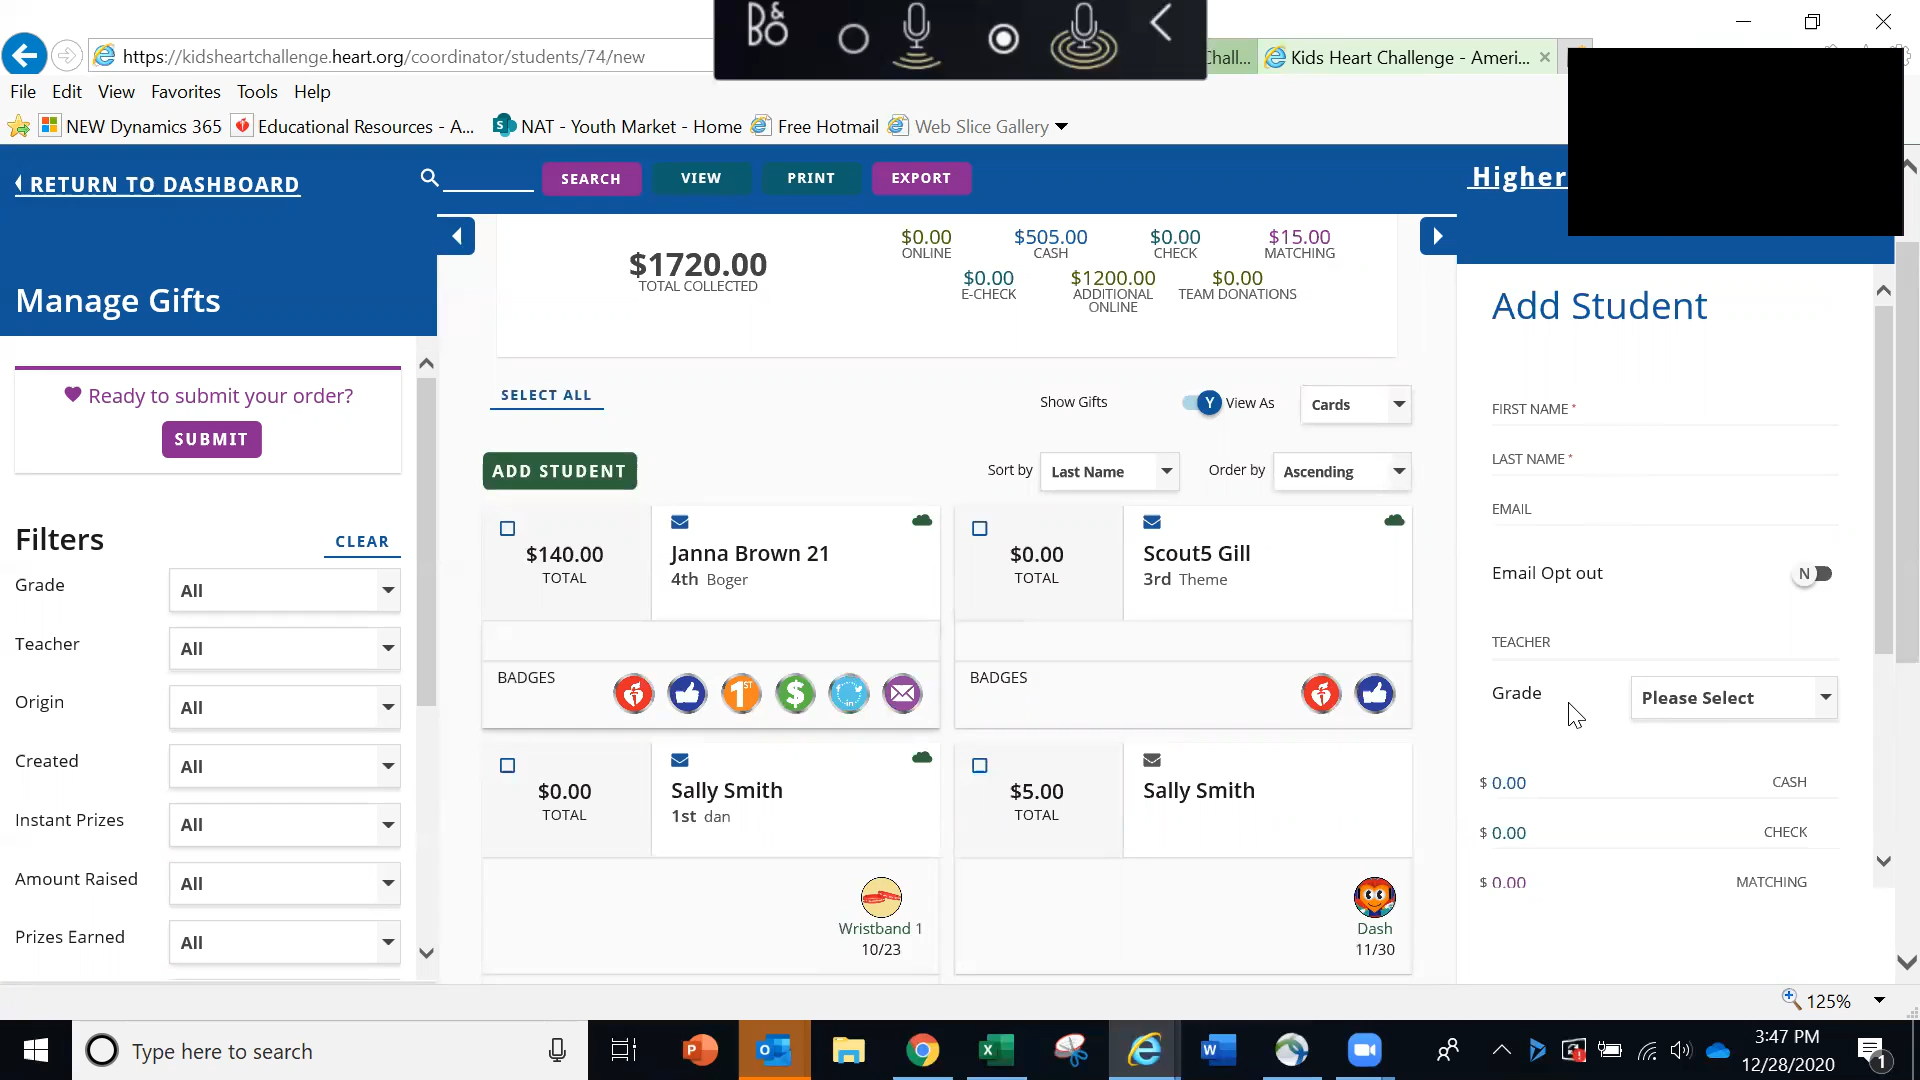 B&O
https://kidsheartchallenge.heart.org/coordinator/students/74/new
Chall...
Kids Heart Challenge - Ameri...
File Edit View Favorites Tools Help
NEW Dynamics 365
Educational Resources - A...
NAT - Youth Market - Home
Free Hotmail
Web Slice Gallery
RETURN TO DASHBOARD
SEARCH
VIEW
PRINT
EXPORT
Higher
Manage Gifts
Ready to submit your order?
SUBMIT
Filters
CLEAR
Grade All
Teacher All
Origin All
Created All
Instant Prizes All
Amount Raised All
Prizes Earned All
$1720.00
TOTAL COLLECTED
$0.00 $505.00 $0.00 $15.00
ONLINE CASH CHECK MATCHING
$0.00 $1200.00 $0.00
E-CHECK ADDITIONAL ONLINE TEAM DONATIONS
SELECT ALL
Show Gifts Y View As Cards
ADD STUDENT
Sort by Last Name Order by Ascending
$140.00
TOTAL
Janna Brown 21
4th Boger
BADGES
1ST
$
$0.00
TOTAL
Scout5 Gill
3rd Theme
BADGES
$0.00
TOTAL
Sally Smith
1st dan
Wristband 1
10/23
$5.00
TOTAL
Sally Smith
Dash
11/30
Add Student
FIRST NAME *
LAST NAME *
EMAIL
Email Opt out N
TEACHER
Grade Please Select
$ 0.00 CASH
$ 0.00 CHECK
$ 0.00 MATCHING
125%
Type here to search
3:47 PM
12/28/2020
1